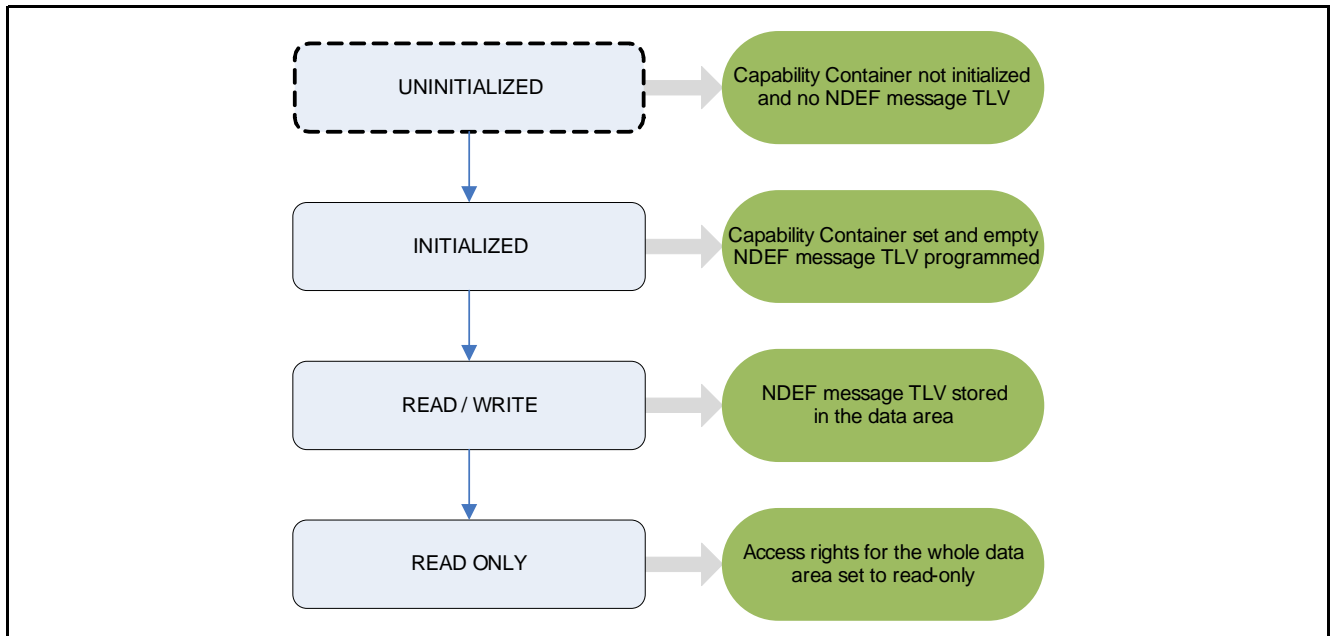 UNINITIALIZED
Capability Container not initialized
and no NDEF message TLV
INITIALIZED
Capability Container set and empty
NDEF message TLV programmed
READ / WRITE
NDEF message TLV stored
in the data area
READ ONLY
Access rights for the whole data
area set to read-only